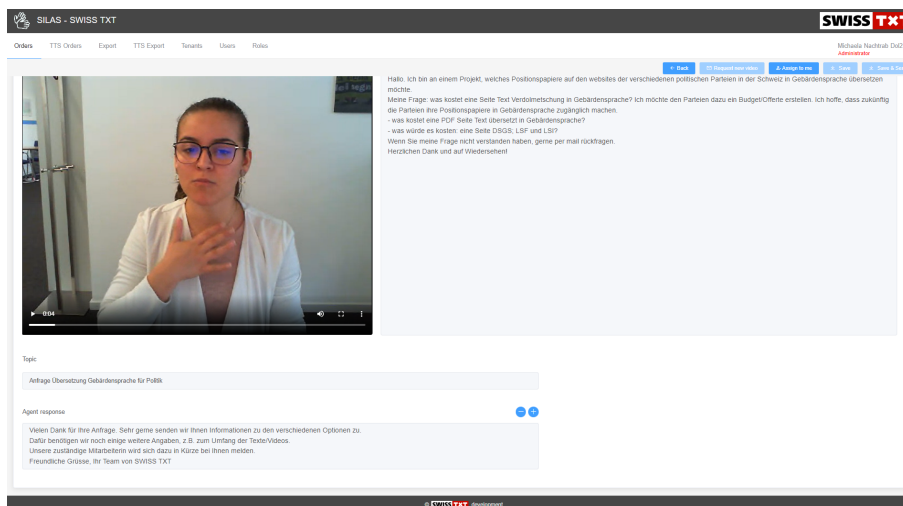 SILAS - SWISS TXT
SWISS TXT
Orders TTS Orders Export TTS Export Tenants Users Roles
Michaela Nachtrab Dol2
Administrator
Back Request new video Assign to me Save Save &
Hallo. Ich bin an einem Projekt, welches Positionspapiere auf den websites der verschiedenen politischen Parteien in der Schweiz in Gebärdensprache übersetzen
möchte.
Meine Frage: was kostet eine Seite Text Verdolmetschung in Gebärdensprache? Ich möchte den Parteien dazu ein Budget/Offerte erstellen. Ich hoffe, dass zukünftig
die Parteien ihre Positionspapiere in Gebärdensprache zugänglich machen.
- was kostet eine PDF Seite Text übersetzt in Gebärdensprache?
- was würde es kosten: eine Seite DSGS; LSF und LSI?
Wenn Sie meine Frage nicht verstanden haben, gerne per mail rückfragen.
Herzlichen Dank und auf Wiedersehen!
0:04
Topic
Anfrage Übersetzung Gebärdensprache für Politik
Agent response
Vielen Dank für Ihre Anfrage. Sehr gerne senden wir Ihnen Informationen zu den verschiedenen Optionen zu.
Dafür benötigen wir noch einige weitere Angaben, z.B. zum Umfang der Texte/Videos.
Unsere zuständige Mitarbeiterin wird sich dazu in Kürze bei Ihnen melden.
Freundliche Grüsse, Ihr Team von SWISS TXT
© SWISS TXT development